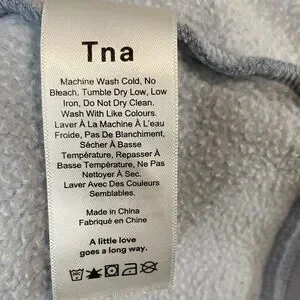 Tna
Machine Wash Cold, No
Bleach, Tumble Dry Low, Low
Iron, Do Not Dry Clean.
Wash With Like Colours.
Laver À La Machine À L'eau
Froide, Pas De Blanchiment,
Sécher À Basse
Température, Repasser À
Basse Température, Ne Pas
Nettoyer À Sec.
Laver Avec Des Couleurs
Semblables.
Made in China
Fabriqué en Chine
A little love
goes a long way.